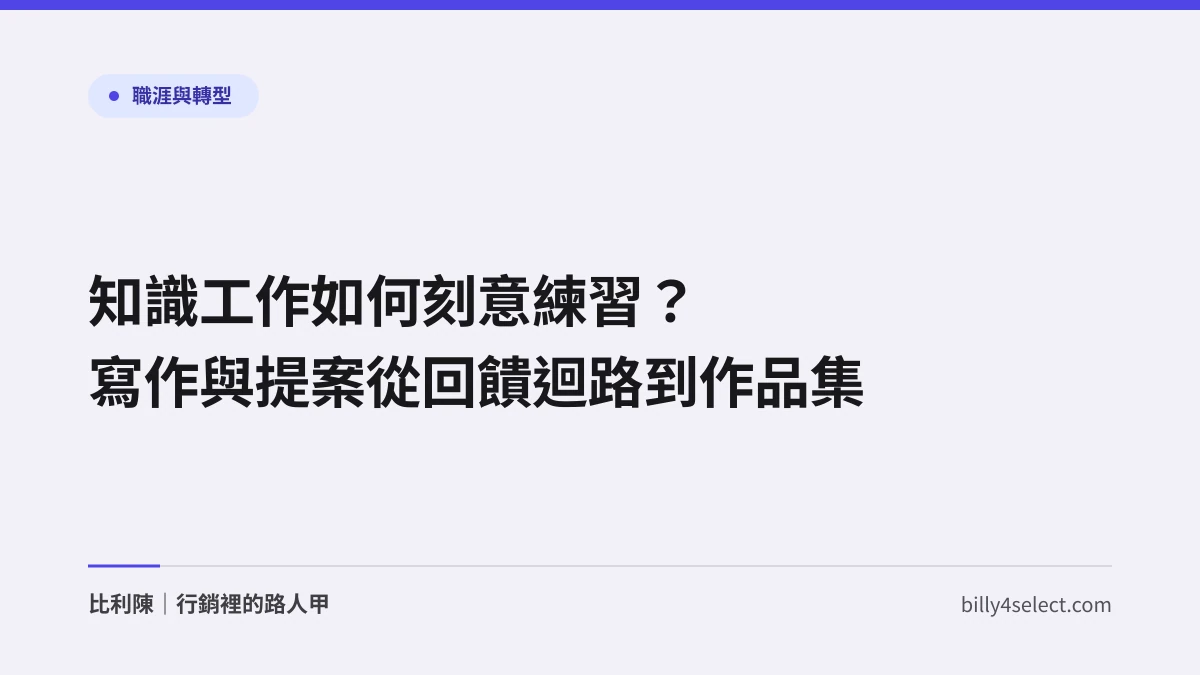 職涯與轉型
知識工作如何刻意練習？
寫作與提案從回饋迴路到作品集
比利陳｜行銷裡的路人甲
billy4select.com